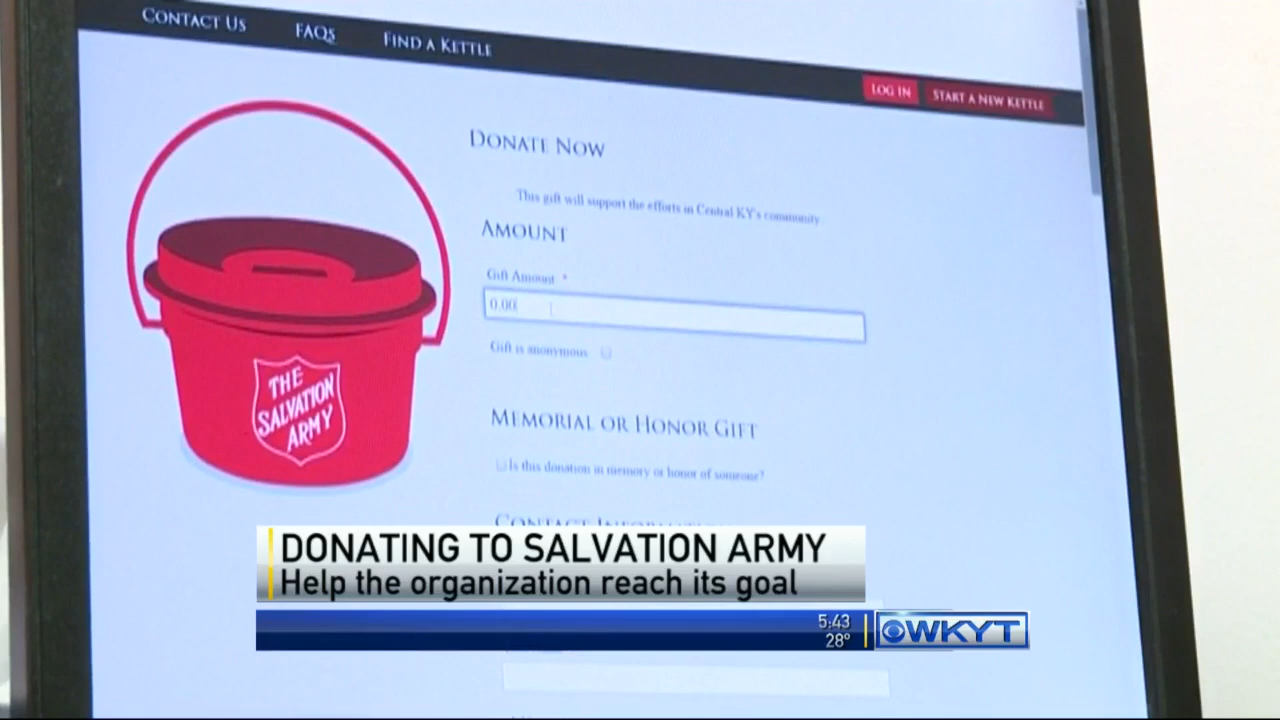 CONTACT US FAQS FIND A KETTLE
LOG IN START A NEW KETTLE
DONATE NOW
This gift will support the efforts in Central KY's community
AMOUNT
Gift Amount *
0.00
Gift is anonymous
MEMORIAL OR HONOR GIFT
Is this donation in memory or honor of someone?
THE
SALVATION
ARMY
DONATING TO SALVATION ARMY
Help the organization reach its goal
5:43
28°
WKYT